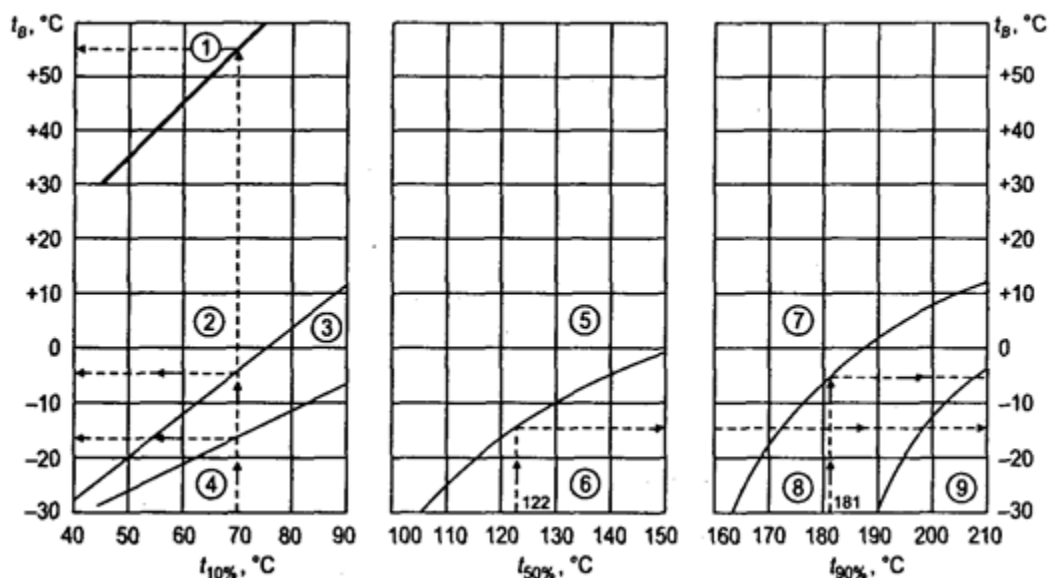 t_B, °C
+50
+40
+30
+20
+10
0
–10
–20
–30
① ② ③ ④
40 50 60 70 80 90
t_10%, °C
⑤ ⑥
122
100 110 120 130 140 150
t_50%, °C
⑦ ⑧ ⑨
181
160 170 180 190 200 210
t_90%, °C
t_B, °C
+50
+40
+30
+20
+10
0
–10
–20
–30